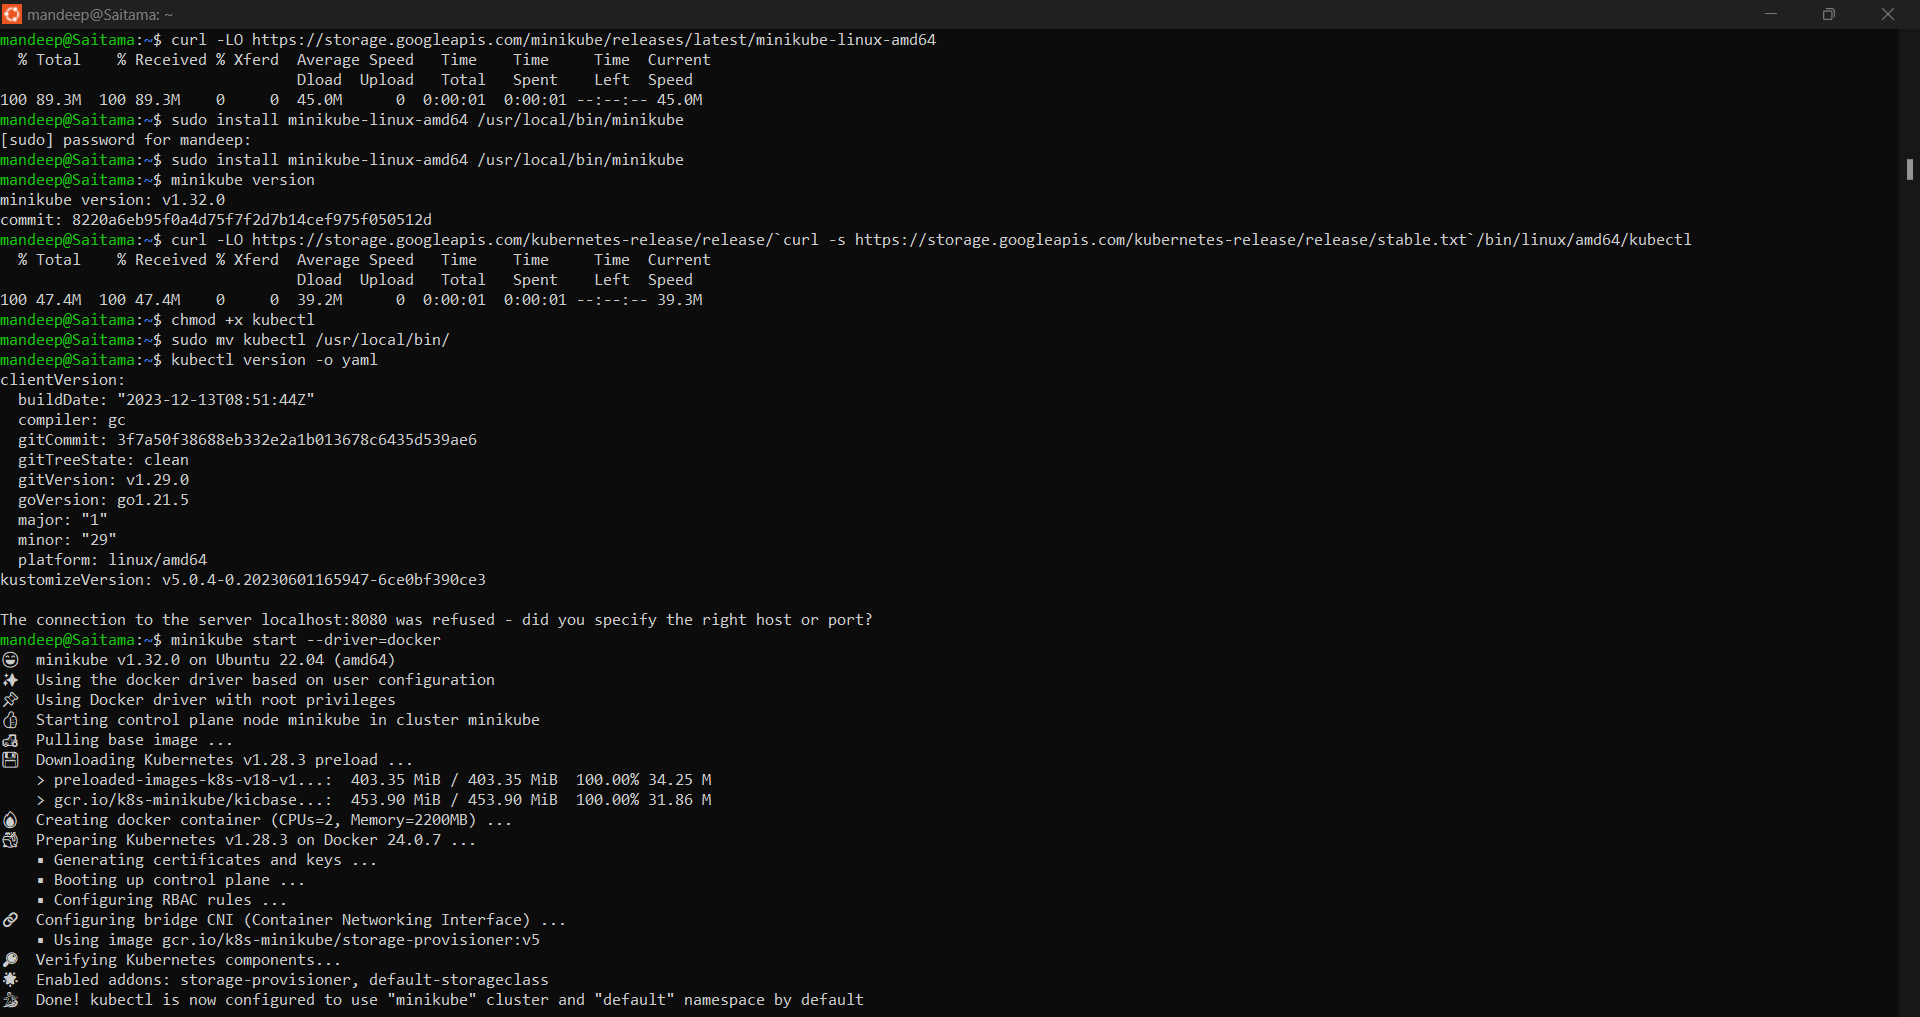 mandeep@Saitama: ~
mandeep@Saitama:~$ curl -LO https://storage.googleapis.com/minikube/releases/latest/minikube-linux-amd64
  % Total    % Received % Xferd  Average Speed   Time    Time     Time  Current
                                 Dload  Upload   Total   Spent    Left  Speed
100 89.3M  100 89.3M    0     0  45.0M      0  0:00:01  0:00:01 --:--:-- 45.0M
mandeep@Saitama:~$ sudo install minikube-linux-amd64 /usr/local/bin/minikube
[sudo] password for mandeep:
mandeep@Saitama:~$ sudo install minikube-linux-amd64 /usr/local/bin/minikube
mandeep@Saitama:~$ minikube version
minikube version: v1.32.0
commit: 8220a6eb95f0a4d75f7f2d7b14cef975f050512d
mandeep@Saitama:~$ curl -LO https://storage.googleapis.com/kubernetes-release/release/`curl -s https://storage.googleapis.com/kubernetes-release/release/stable.txt`/bin/linux/amd64/kubectl
  % Total    % Received % Xferd  Average Speed   Time    Time     Time  Current
                                 Dload  Upload   Total   Spent    Left  Speed
100 47.4M  100 47.4M    0     0  39.2M      0  0:00:01  0:00:01 --:--:-- 39.3M
mandeep@Saitama:~$ chmod +x kubectl
mandeep@Saitama:~$ sudo mv kubectl /usr/local/bin/
mandeep@Saitama:~$ kubectl version -o yaml
clientVersion:
  buildDate: "2023-12-13T08:51:44Z"
  compiler: gc
  gitCommit: 3f7a50f38688eb332e2a1b013678c6435d539ae6
  gitTreeState: clean
  gitVersion: v1.29.0
  goVersion: go1.21.5
  major: "1"
  minor: "29"
  platform: linux/amd64
kustomizeVersion: v5.0.4-0.20230601165947-6ce0bf390ce3
The connection to the server localhost:8080 was refused - did you specify the right host or port?
mandeep@Saitama:~$ minikube start --driver=docker
minikube v1.32.0 on Ubuntu 22.04 (amd64)
Using the docker driver based on user configuration
Using Docker driver with root privileges
Starting control plane node minikube in cluster minikube
Pulling base image ...
Downloading Kubernetes v1.28.3 preload ...
    > preloaded-images-k8s-v18-v1...:  403.35 MiB / 403.35 MiB  100.00% 34.25 M
    > gcr.io/k8s-minikube/kicbase...:  453.90 MiB / 453.90 MiB  100.00% 31.86 M
Creating docker container (CPUs=2, Memory=2200MB) ...
Preparing Kubernetes v1.28.3 on Docker 24.0.7 ...
    ▪ Generating certificates and keys ...
    ▪ Booting up control plane ...
    ▪ Configuring RBAC rules ...
Configuring bridge CNI (Container Networking Interface) ...
    ▪ Using image gcr.io/k8s-minikube/storage-provisioner:v5
Verifying Kubernetes components...
Enabled addons: storage-provisioner, default-storageclass
Done! kubectl is now configured to use "minikube" cluster and "default" namespace by default